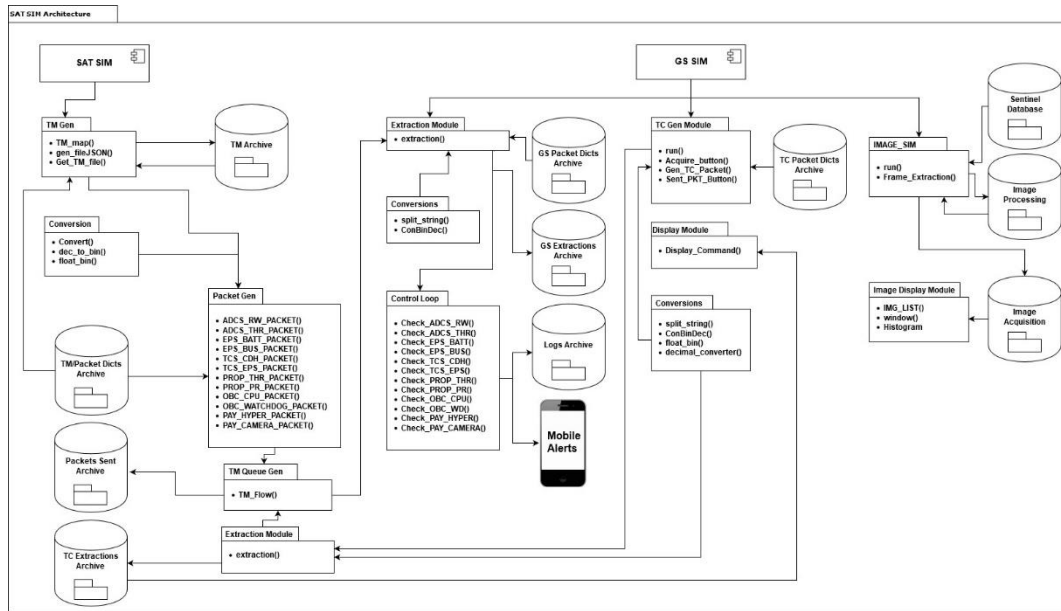 SAT SIM Architecture
SAT SIM
TM Gen
• TM_map()
• gen_fileJSON()
• Get_TM_file()
TM Archive
Conversion
• Convert()
• dec_to_bin()
• float_bin()
Packet Gen
• ADCS_RW_PACKET()
• ADCS_THR_PACKET()
• EPS_BATT_PACKET()
• EPS_BUS_PACKET()
• TCS_CDH_PACKET()
• TCS_EPS_PACKET()
• PROP_THR_PACKET()
• PROP_PR_PACKET()
• OBC_CPU_PACKET()
• OBC_WATCHDOG_PACKET()
• PAY_HYPER_PACKET()
• PAY_CAMERA_PACKET()
TM/Packet Dicts
Archive
Packets Sent
Archive
TM Queue Gen
• TM_Flow()
Extraction Module
• extraction()
TC Extractions
Archive
GS SIM
Extraction Module
• extraction()
GS Packet Dicts
Archive
Conversions
• split_string()
• ConBinDec()
GS Extractions
Archive
Control Loop
• Check_ADCS_RW()
• Check_ADCS_THR()
• Check_EPS_BATT()
• Check_EPS_BUS()
• Check_TCS_CDH()
• Check_TCS_EPS()
• Check_PROP_THR()
• Check_PROP_PR()
• Check_OBC_CPU()
• Check_OBC_WD()
• Check_PAY_HYPER()
• Check_PAY_CAMERA()
Logs Archive
Mobile
Alerts
TC Gen Module
• run()
• Acquire_button()
• Gen_TC_Packet()
• Sent_PKT_Button()
TC Packet Dicts
Archive
Display Module
• Display_Command()
Conversions
• split_string()
• ConBinDec()
• float_bin()
• decimal_converter()
Sentinel
Database
IMAGE_SIM
• run()
• Frame_Extraction()
Image
Processing
Image Display Module
• IMG_LIST()
• window()
• Histogram
Image
Acquisition